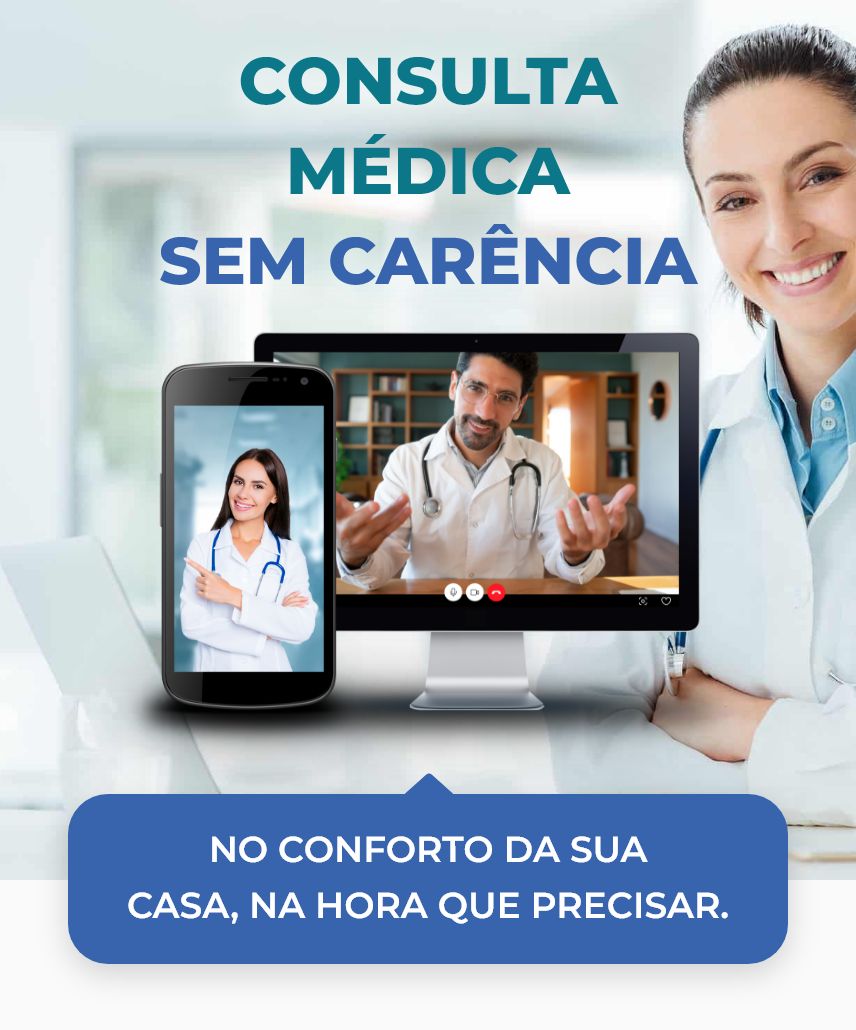 CONSULTA
MÉDICA
SEM CARÊNCIA
NO CONFORTO DA SUA
CASA, NA HORA QUE PRECISAR.